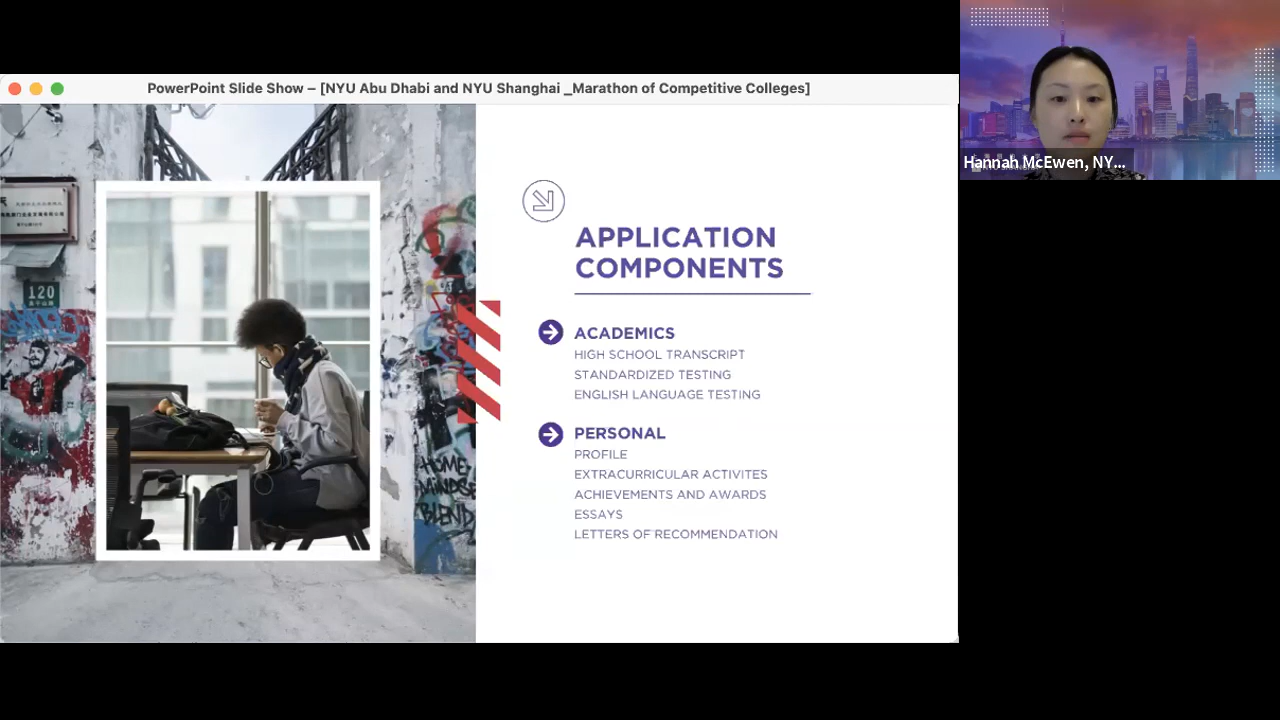 PowerPoint Slide Show – [NYU Abu Dhabi and NYU Shanghai _Marathon of Competitive Colleges]
Hannah McEwen, NY...
120
APPLICATION
COMPONENTS
ACADEMICS
HIGH SCHOOL TRANSCRIPT
STANDARDIZED TESTING
ENGLISH LANGUAGE TESTING
PERSONAL
PROFILE
EXTRACURRICULAR ACTIVITES
ACHIEVEMENTS AND AWARDS
ESSAYS
LETTERS OF RECOMMENDATION
HOME
BLEND